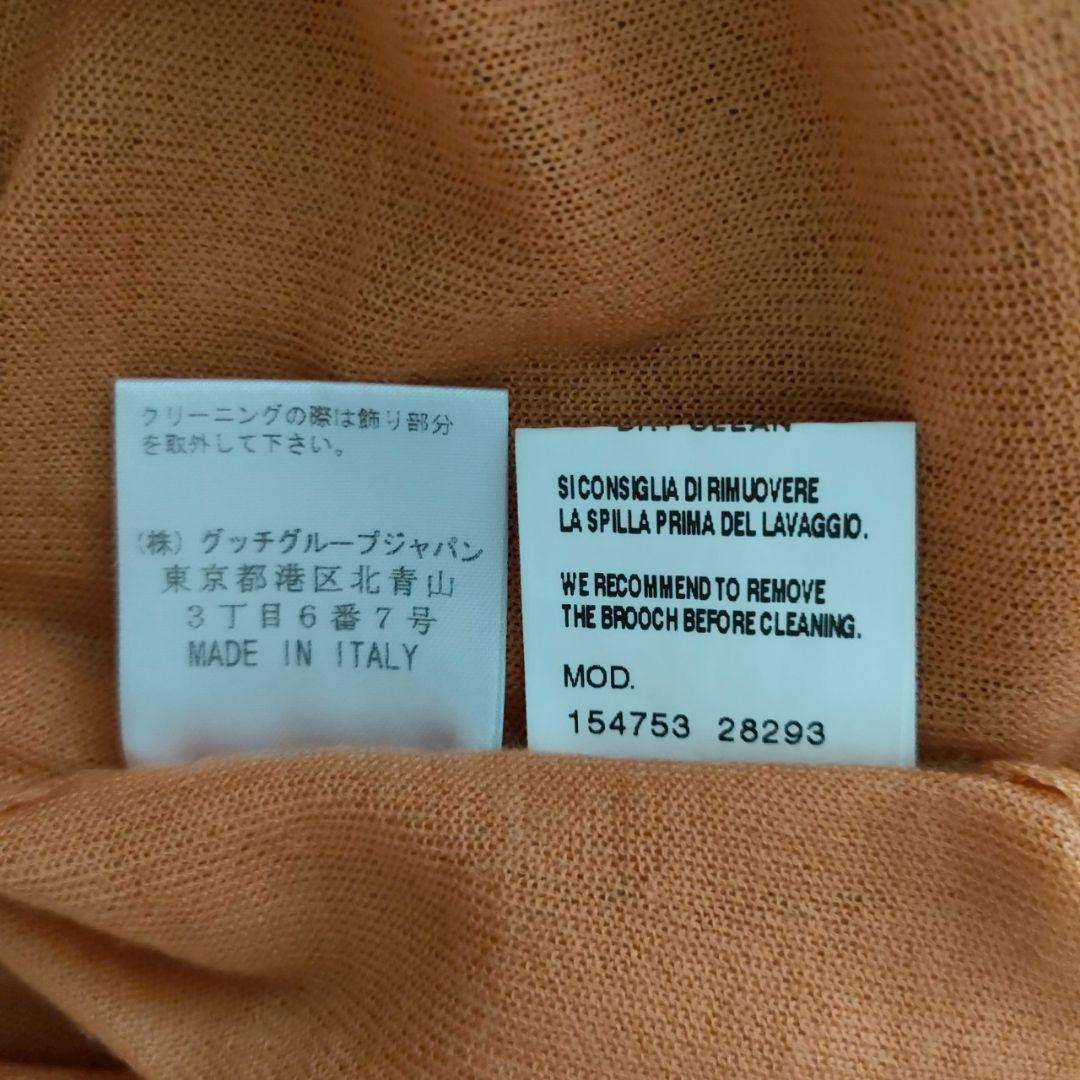 クリーニングの際は飾り部分
を取外して下さい。
(株) グッチグループジャパン
東京都港区北青山
3丁目6番7号
MADE IN ITALY
DRY CLEAN
SI CONSIGLIA DI RIMUOVERE
LA SPILLA PRIMA DEL LAVAGGIO.
WE RECOMMEND TO REMOVE
THE BROOCH BEFORE CLEANING.
MOD.
154753 28293